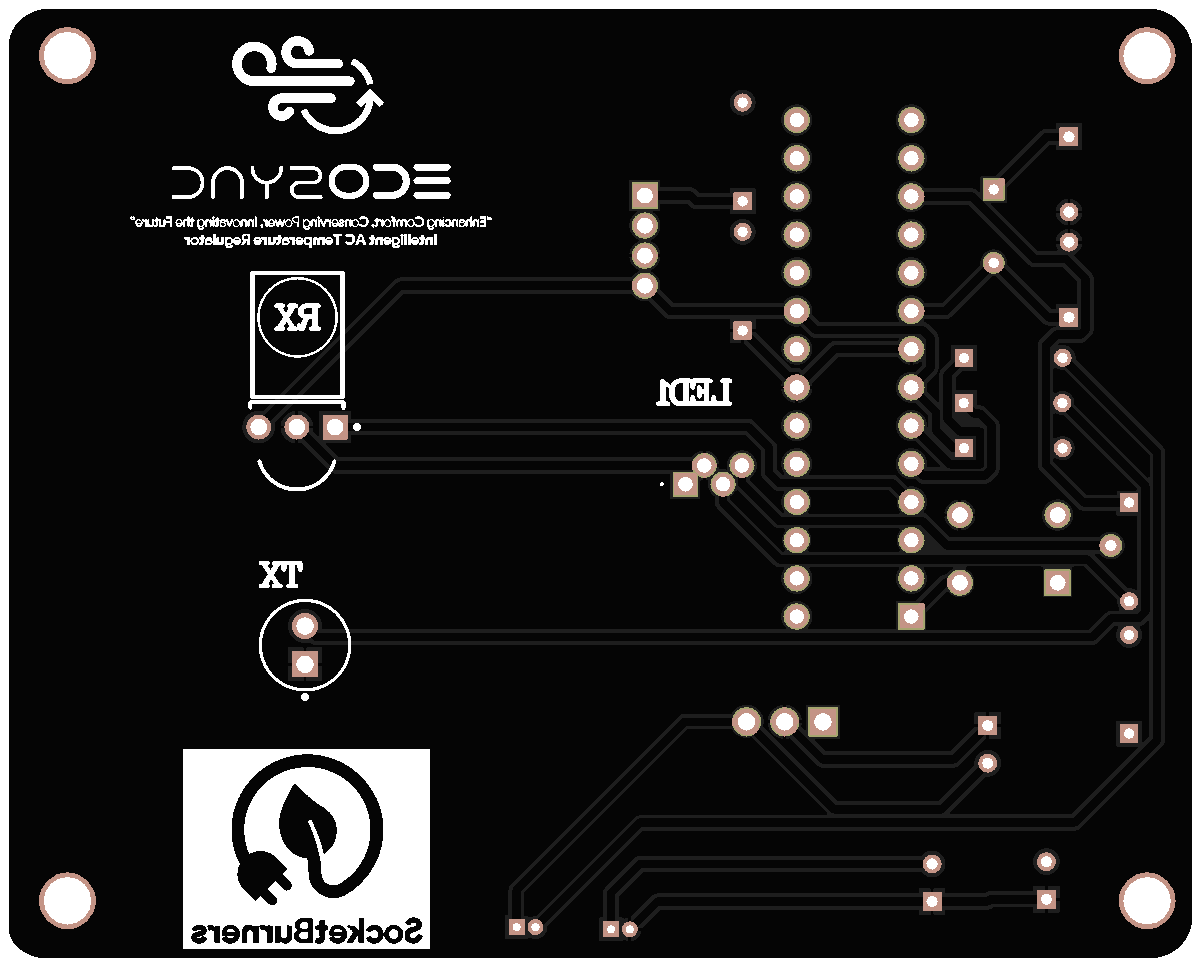 ECOSYNC
"Enhancing Comfort, Conserving Power, Innovating the Future"
Intelligent AC Temperature Regulator
RX
LED1
TX
SocketBurners